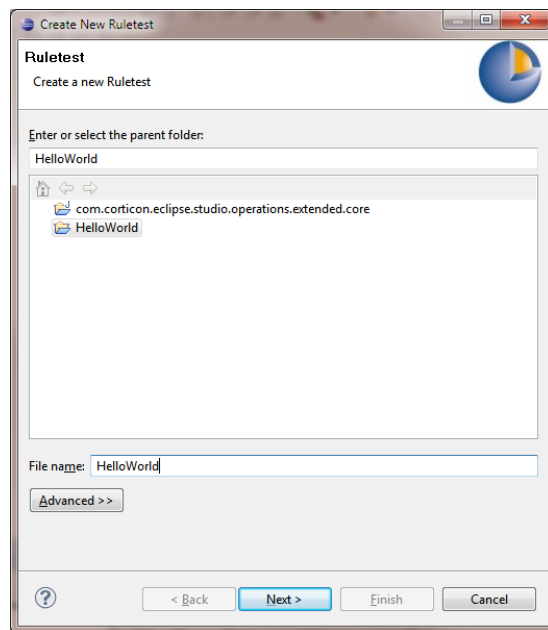 Create New Ruletest
Ruletest
Create a new Ruletest
Enter or select the parent folder:
HelloWorld
com.corticon.eclipse.studio.operations.extended.core
HelloWorld
File name: HelloWorld
Advanced >>
? < Back Next > Finish Cancel